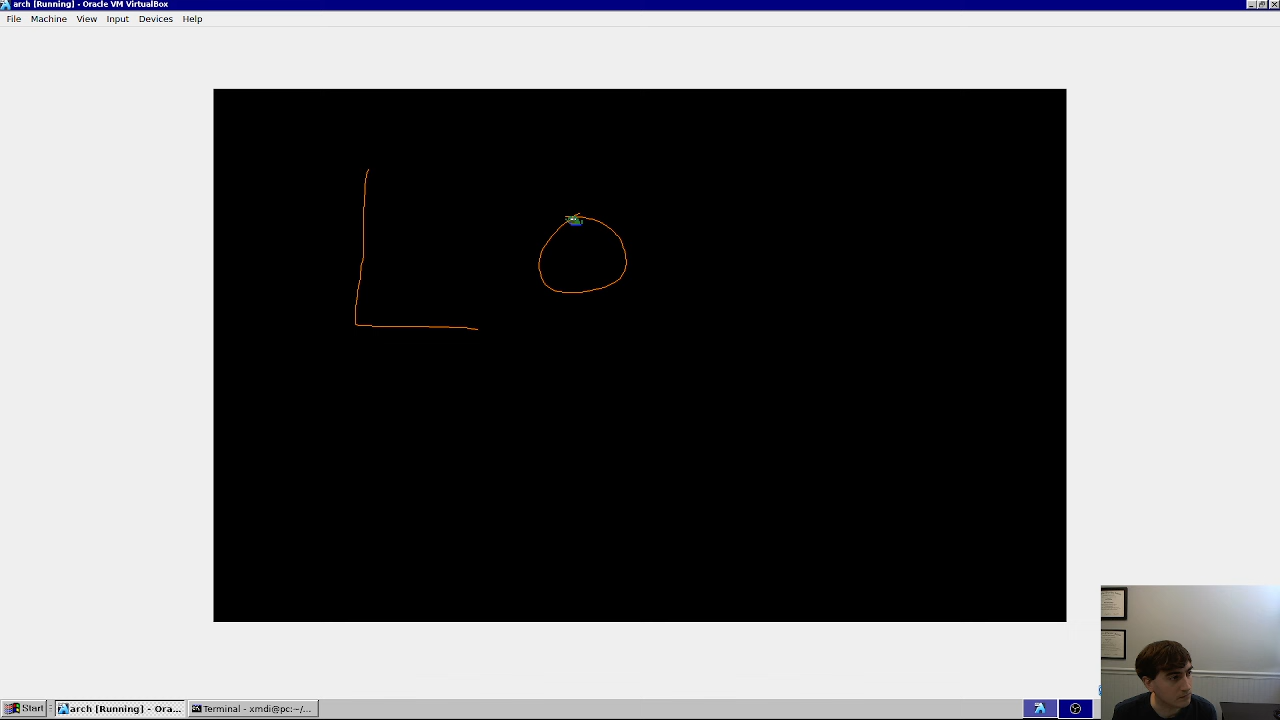 arch [Running] - Oracle VM VirtualBox
File Machine View Input Devices Help
L O
Start arch [Running] - Ora... Terminal - xmdi@pc:~/...